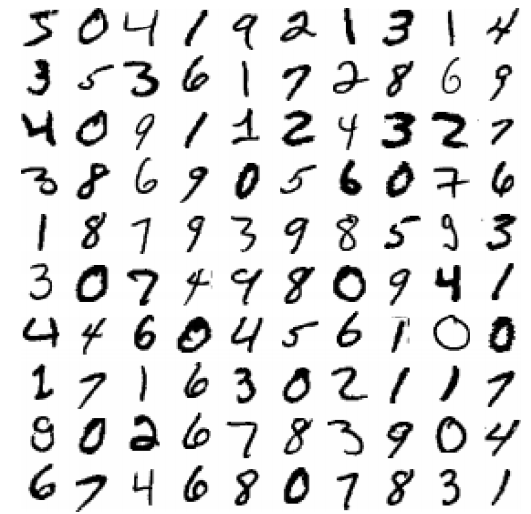 5 0 4 1 9 2 1 3 1 4
3 5 3 6 1 7 2 8 6 9
4 0 9 1 1 2 4 3 2 7
3 8 6 9 0 5 6 0 7 6
1 8 7 9 3 9 8 5 9 3
3 0 7 4 9 8 0 9 4 1
4 4 6 0 4 5 6 1 0 0
1 7 1 6 3 0 2 1 1 7
9 0 2 6 7 8 3 9 0 4
6 7 4 6 8 0 7 8 3 1